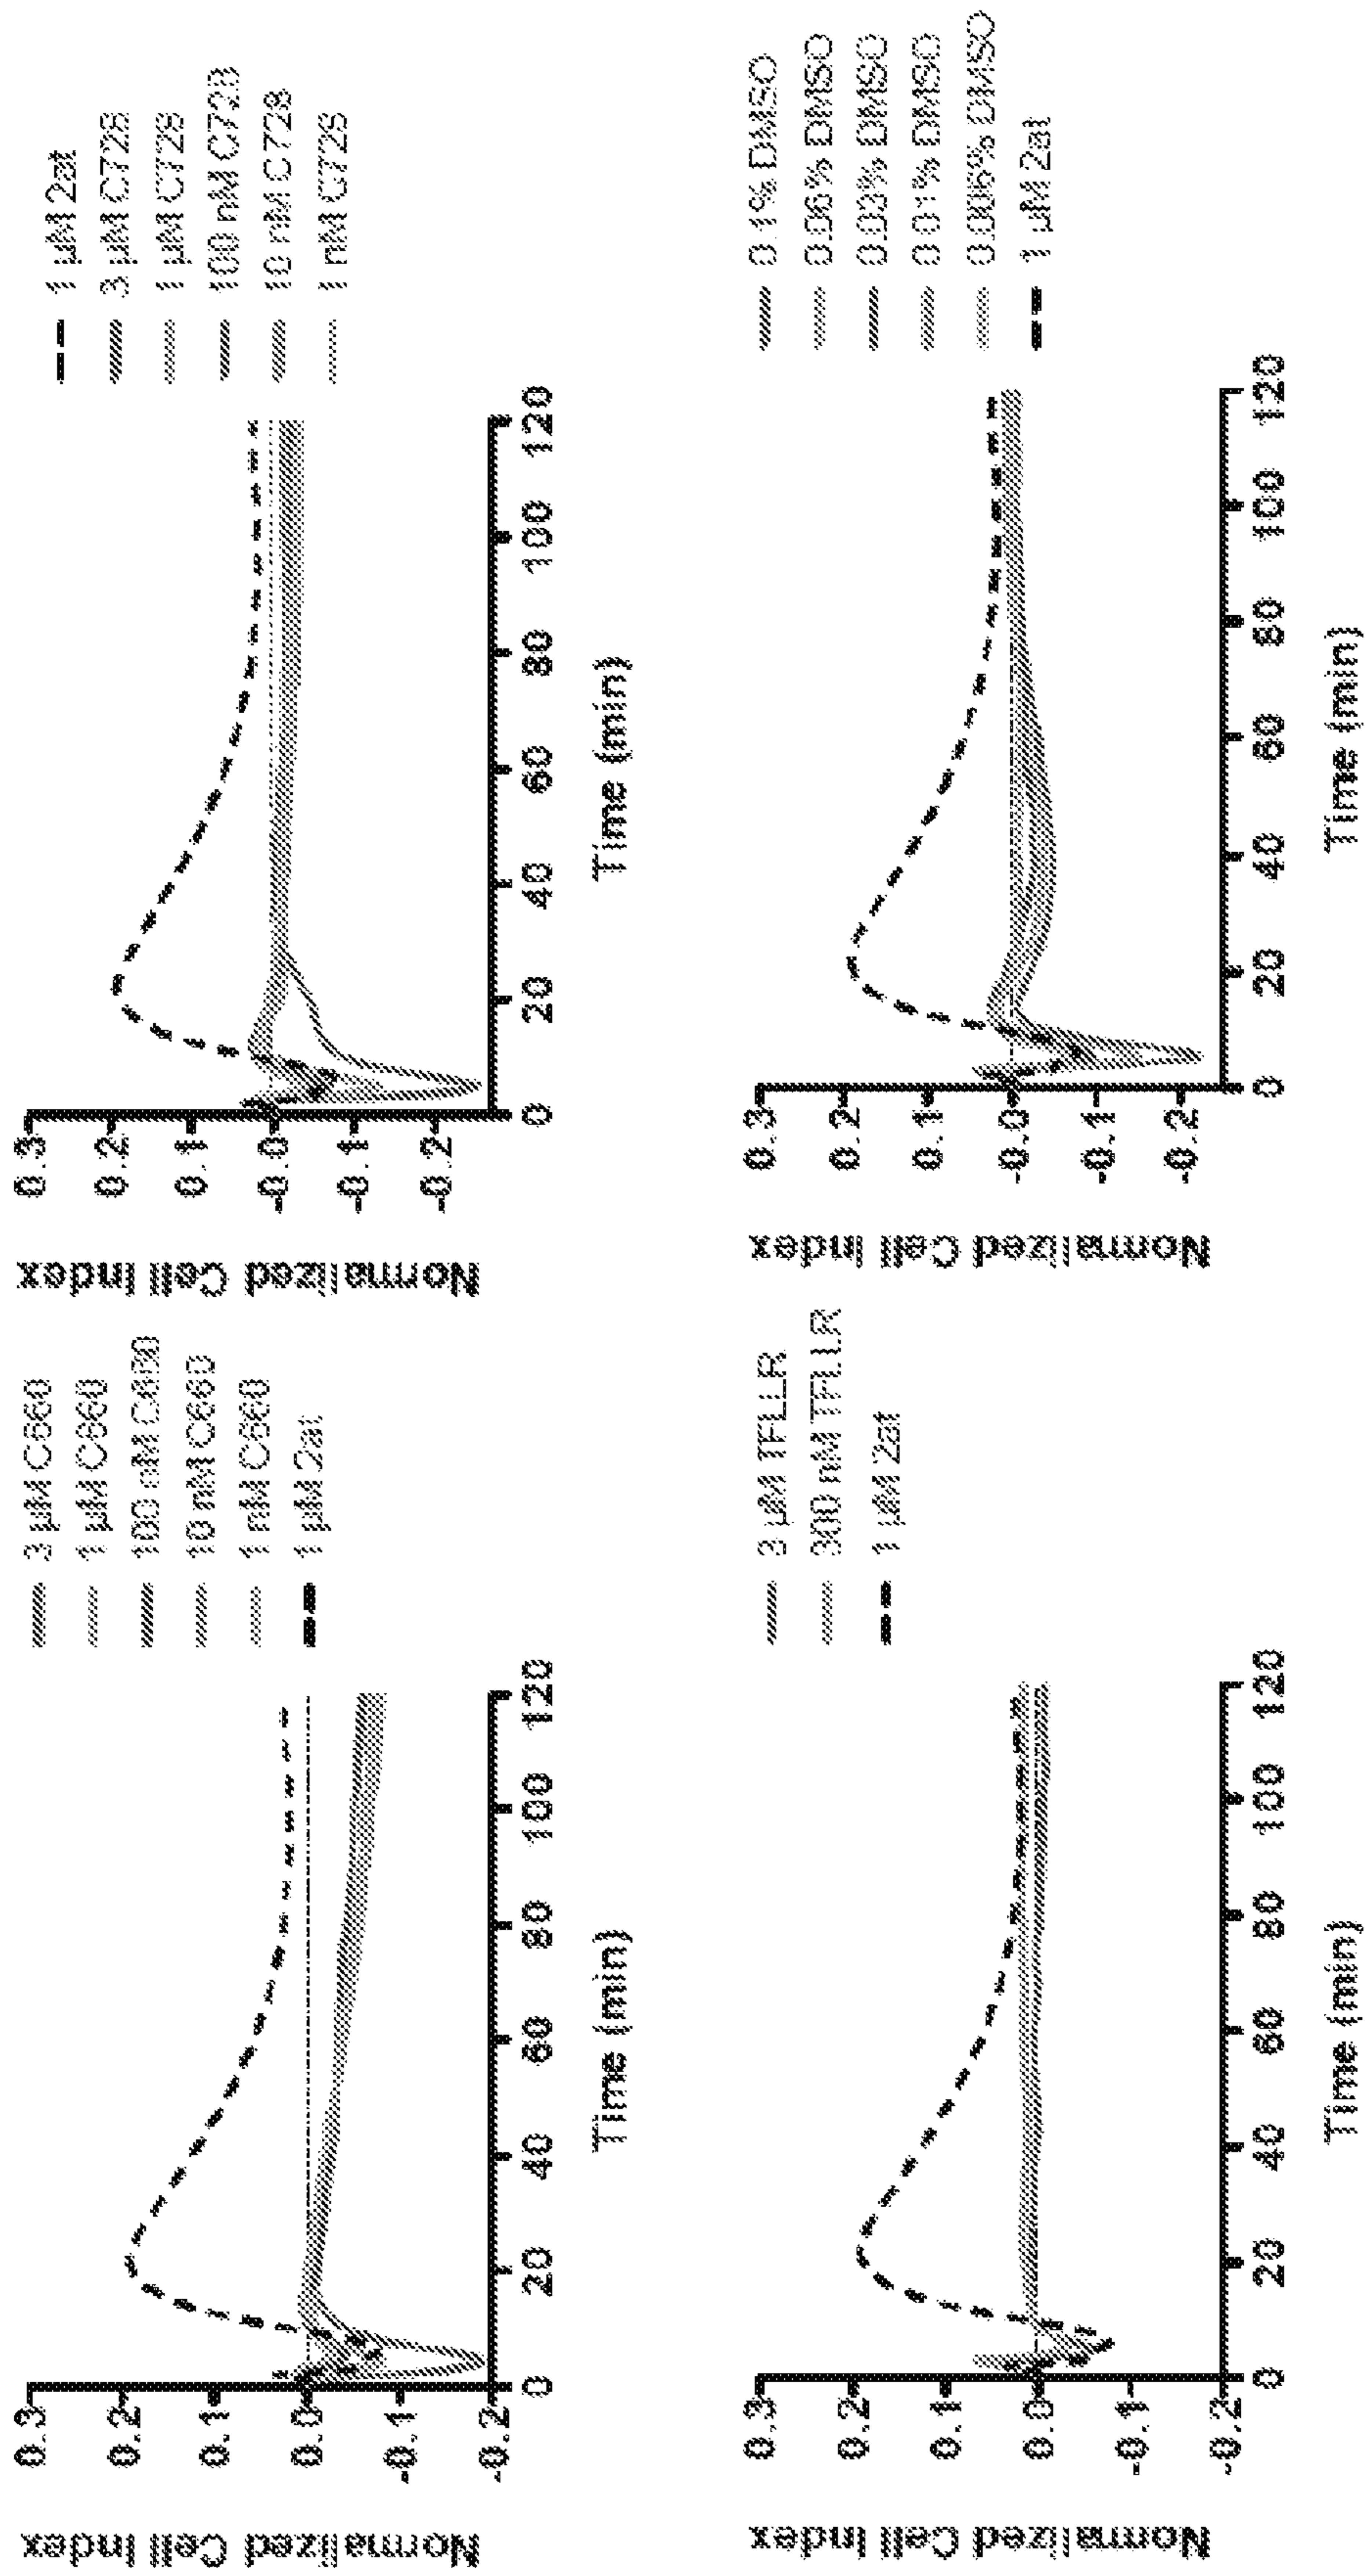 3 µM C660
1 µM C660
100 nM C660
10 nM C660
1 nM C660
1 µM 2at
Normalized Cell Index
0.3
0.2
0.1
0.0
-0.1
-0.2
0 20 40 60 80 100 120
Time (min)
1 µM 2at
3 µM C728
1 µM C728
100 nM C728
10 nM C728
1 nM C728
Normalized Cell Index
0.3
0.2
0.1
-0.0
-0.1
-0.2
0 20 40 60 80 100 120
Time (min)
3 µM TFLLR
300 nM TFLLR
1 µM 2at
Normalized Cell Index
0.3
0.2
0.1
0.0
-0.1
-0.2
0 20 40 60 80 100 120
Time (min)
0.1% DMSO
0.06% DMSO
0.03% DMSO
0.01% DMSO
0.006% DMSO
1 µM 2at
Normalized Cell Index
0.3
0.2
0.1
-0.0
-0.1
-0.2
0 20 40 60 80 100 120
Time (min)